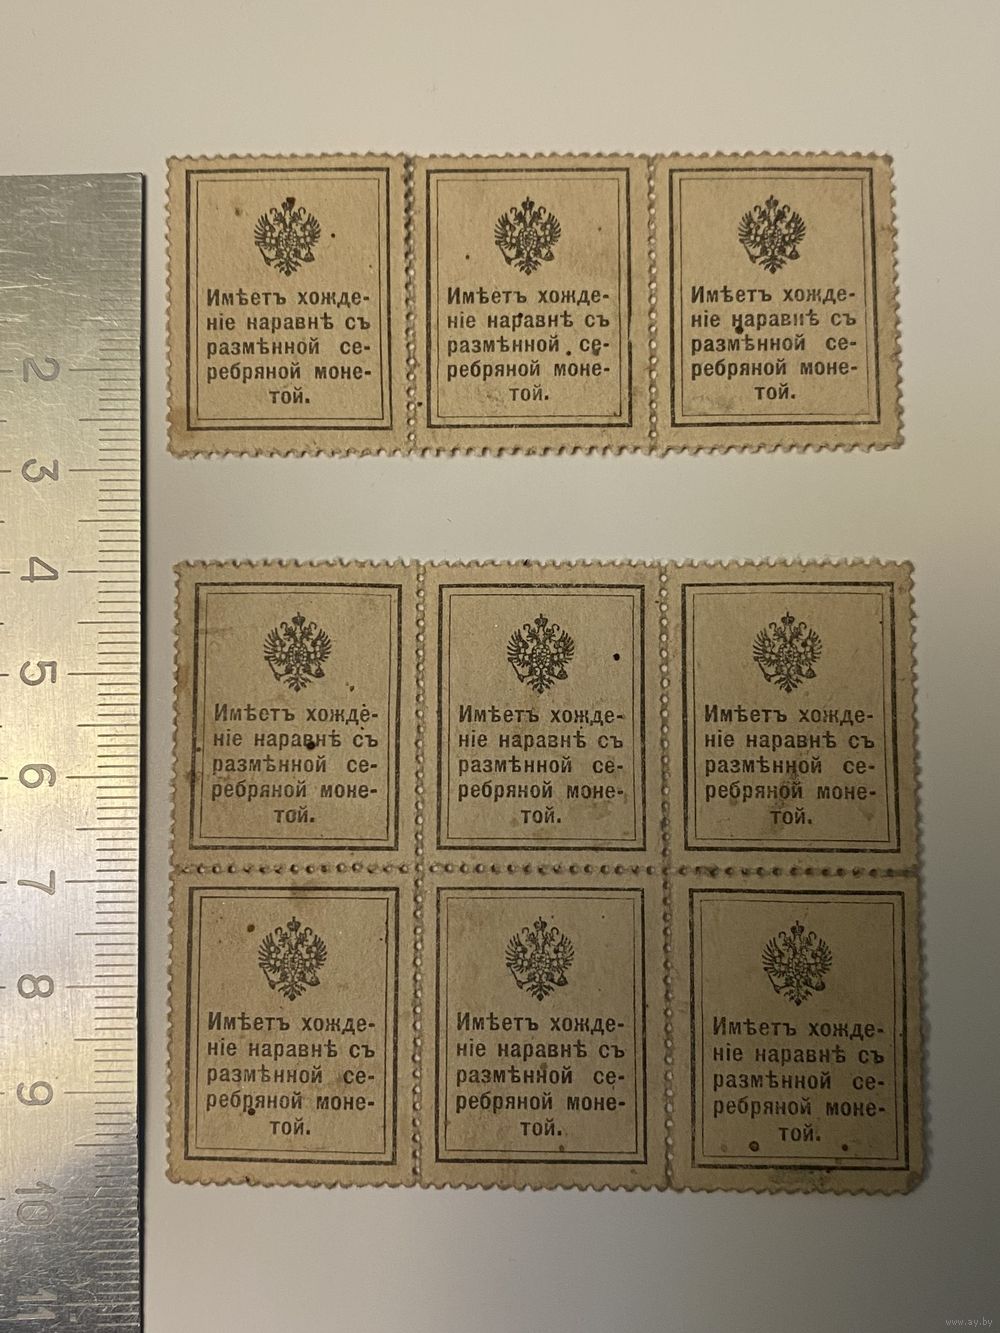 Имѣетъ хожде-
ніе наравнѣ съ
размѣнной се-
ребряной моне-
той.
Имѣетъ хожде-
ніе наравнѣ съ
размѣнной се-
ребряной моне-
той.
Имѣетъ хожде-
ніе наравнѣ съ
размѣнной се-
ребряной моне-
той.
Имѣетъ хожде-
ніе наравнѣ съ
размѣнной се-
ребряной моне-
той.
Имѣетъ хожде-
ніе наравнѣ съ
размѣнной се-
ребряной моне-
той.
Имѣетъ хожде-
ніе наравнѣ съ
размѣнной се-
ребряной моне-
той.
Имѣетъ хожде-
ніе наравнѣ съ
размѣнной се-
ребряной моне-
той.
Имѣетъ хожде-
ніе наравнѣ съ
размѣнной се-
ребряной моне-
той.
Имѣетъ хожде-
ніе наравнѣ съ
размѣнной се-
ребряной моне-
той.
2
3
4
5
6
7
8
9
10
11
www.ay.by